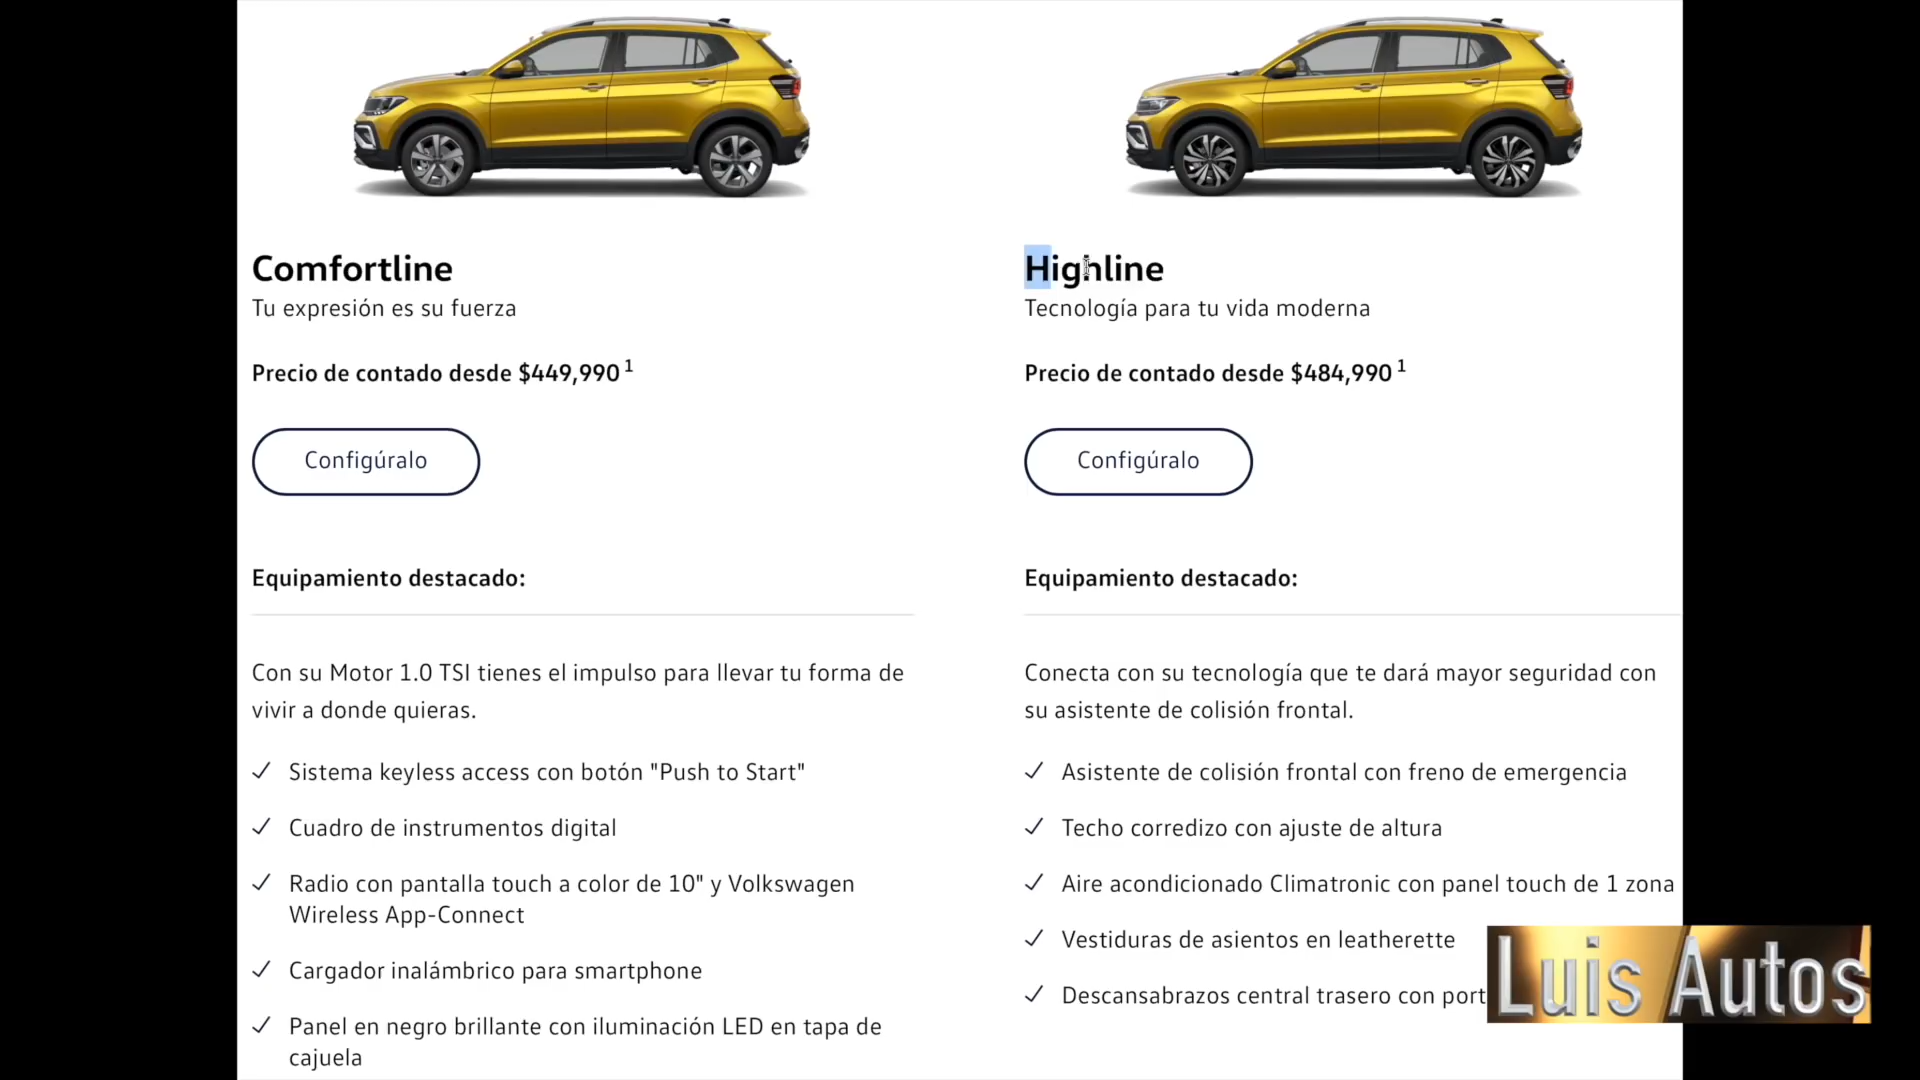 Comfortline
Tu expresión es su fuerza
Precio de contado desde $449,990 1
Configúralo
Equipamiento destacado:
Con su Motor 1.0 TSI tienes el impulso para llevar tu forma de
vivir a donde quieras.
Sistema keyless access con botón "Push to Start"
Cuadro de instrumentos digital
Radio con pantalla touch a color de 10" y Volkswagen
Wireless App-Connect
Cargador inalámbrico para smartphone
Panel en negro brillante con iluminación LED en tapa de
cajuela
Highline
Tecnología para tu vida moderna
Precio de contado desde $484,990 1
Configúralo
Equipamiento destacado:
Conecta con su tecnología que te dará mayor seguridad con
su asistente de colisión frontal.
Asistente de colisión frontal con freno de emergencia
Techo corredizo con ajuste de altura
Aire acondicionado Climatronic con panel touch de 1 zona
Vestiduras de asientos en leatherette
Descansabrazos central trasero con port
Luis Autos